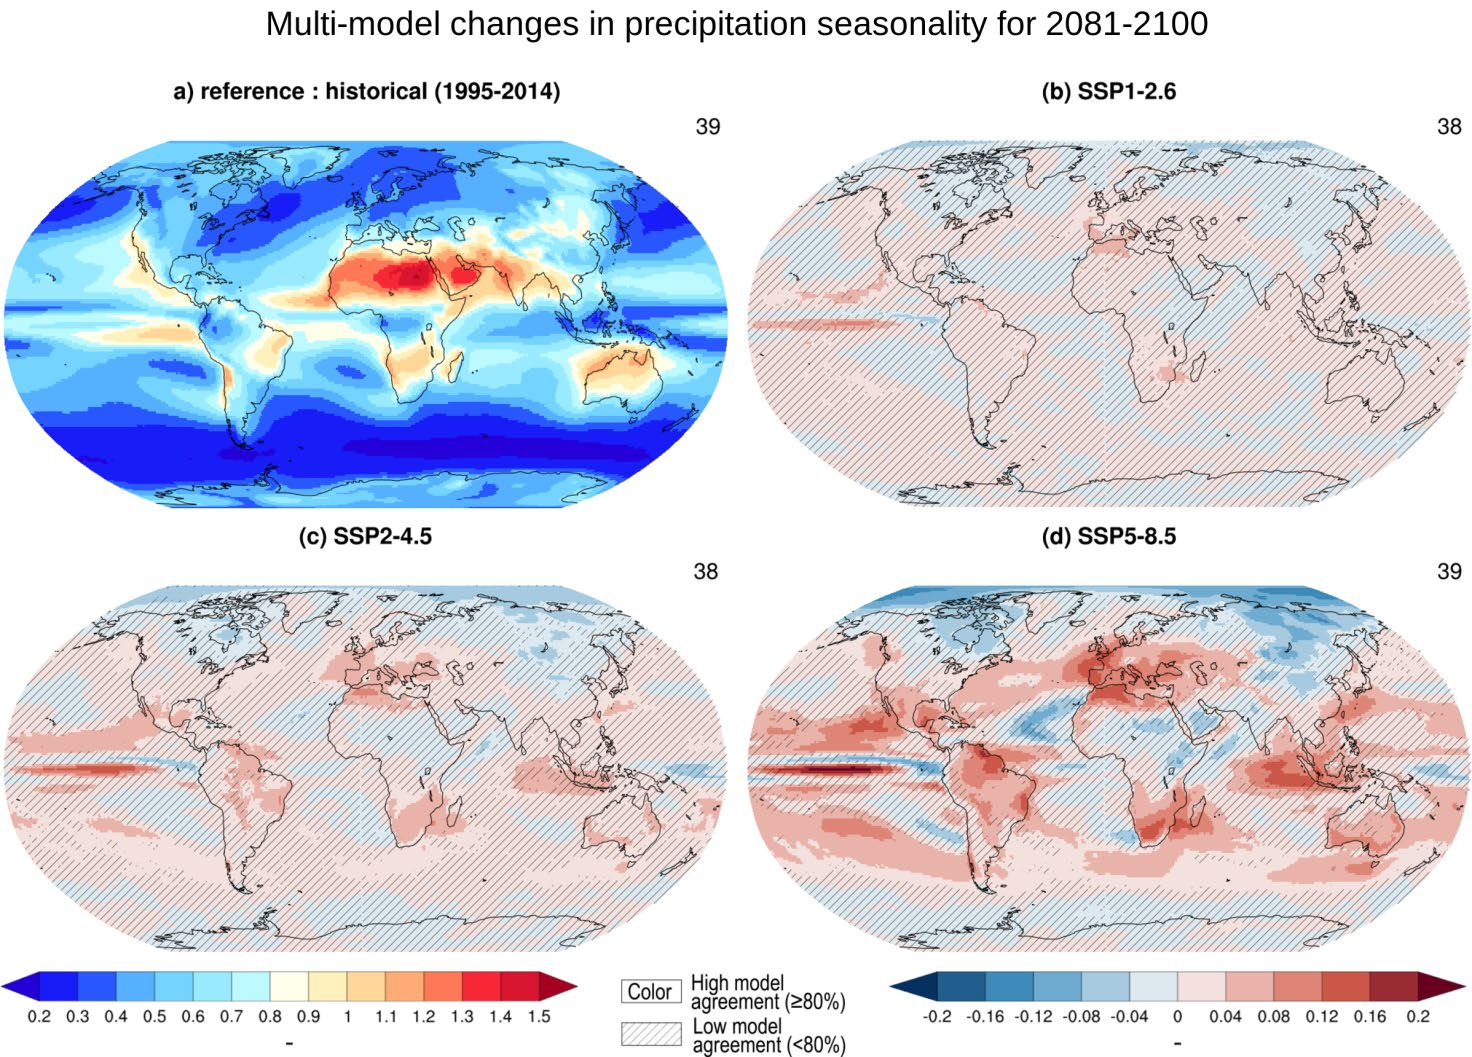 Multi-model changes in precipitation seasonality for 2081-2100
a) reference : historical (1995-2014)
39
(b) SSP1-2.6
38
(c) SSP2-4.5
38
(d) SSP5-8.5
39
0.2 0.3 0.4 0.5 0.6 0.7 0.8 0.9 1 1.1 1.2 1.3 1.4 1.5
-
Color
High model
agreement (≥80%)
Low model
agreement (<80%)
-0.2 -0.16 -0.12 -0.08 -0.04 0 0.04 0.08 0.12 0.16 0.2
-